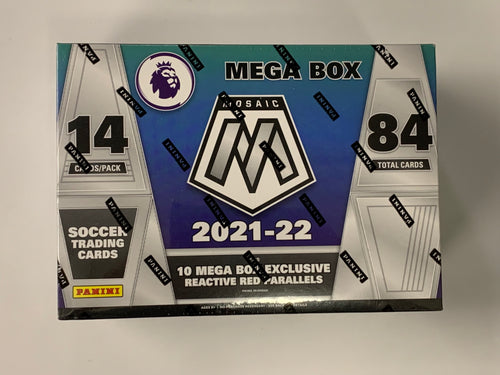 MEGA BOX
MOSAIC
14
CARDS/PACK
84
TOTAL CARDS
2021-22
SOCCER
TRADING
CARDS
PANINI
10 MEGA BOX EXCLUSIVE
REACTIVE RED PARALLELS